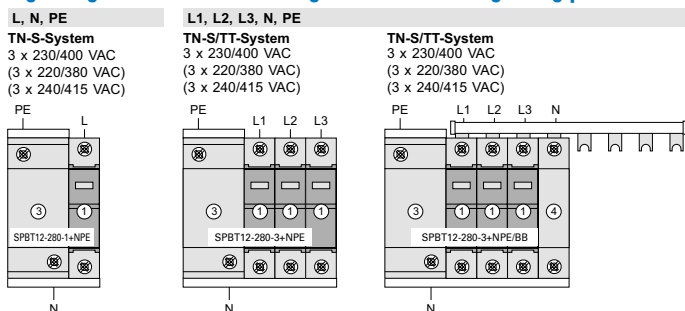 L, N, PE
TN-S-System
3 x 230/400 VAC
(3 x 220/380 VAC)
(3 x 240/415 VAC)
PE
L
3
1
SPBT12-280-1+NPE
N
L1, L2, L3, N, PE
TN-S/TT-System
3 x 230/400 VAC
(3 x 220/380 VAC)
(3 x 240/415 VAC)
PE
L1 L2 L3
3
1 1 1
SPBT12-280-3+NPE
N
TN-S/TT-System
3 x 230/400 VAC
(3 x 220/380 VAC)
(3 x 240/415 VAC)
PE
L1 L2 L3 N
3
1 1 1 4
SPBT12-280-3+NPE/BB
N